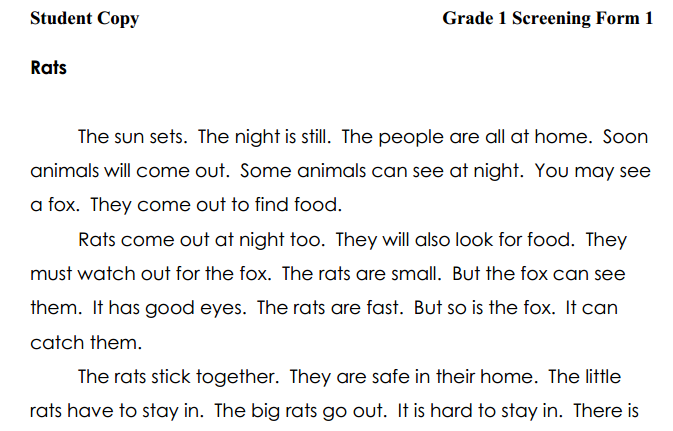 Student Copy Grade 1 Screening Form 1
Rats
The sun sets. The night is still. The people are all at home. Soon
animals will come out. Some animals can see at night. You may see
a fox. They come out to find food.
Rats come out at night too. They will also look for food. They
must watch out for the fox. The rats are small. But the fox can see
them. It has good eyes. The rats are fast. But so is the fox. It can
catch them.
The rats stick together. They are safe in their home. The little
rats have to stay in. The big rats go out. It is hard to stay in. There is